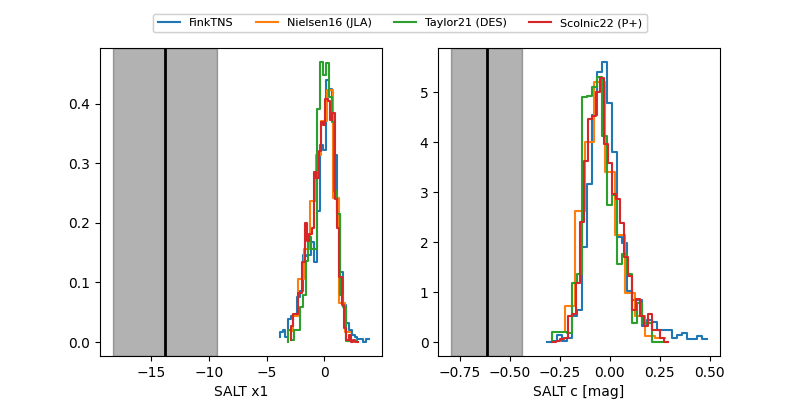 FinkTNS Nielsen16 (JLA) Taylor21 (DES) Scolnic22 (P+)
0.4
0.3
0.2
0.1
0.0
−15 −10 −5 0
SALT x1
5
4
3
2
1
0
−0.75 −0.50 −0.25 0.00 0.25 0.50
SALT c [mag]